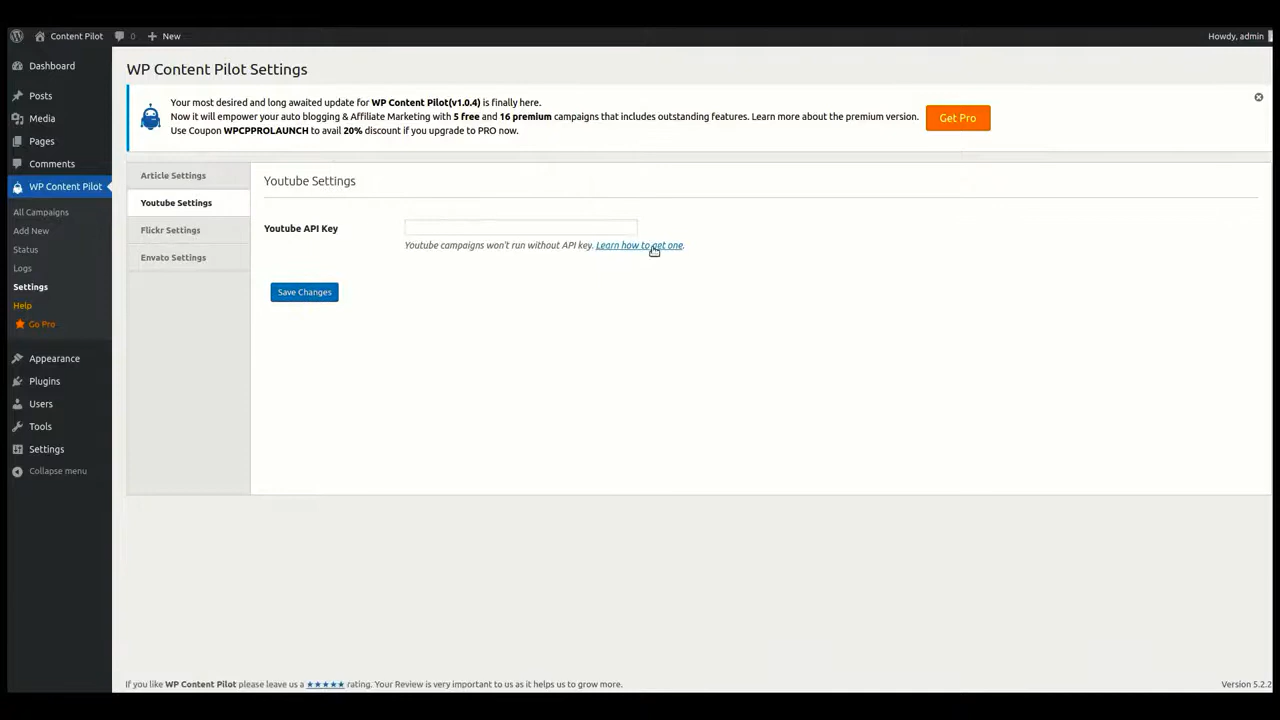 Content Pilot 0 New Howdy, admin
Dashboard
Posts
Media
Pages
Comments
WP Content Pilot
All Campaigns
Add New
Status
Logs
Settings
Help
Go Pro
Appearance
Plugins
Users
Tools
Settings
Collapse menu
WP Content Pilot Settings
Your most desired and long awaited update for WP Content Pilot(v1.0.4) is finally here.
Now it will empower your auto blogging & Affiliate Marketing with 5 free and 16 premium campaigns that includes outstanding features. Learn more about the premium version.
Use Coupon WPCPPROLAUNCH to avail 20% discount if you upgrade to PRO now.
Get Pro
Article Settings
Youtube Settings
Flickr Settings
Envato Settings
Youtube Settings
Youtube API Key
Youtube campaigns won't run without API key. Learn how to get one.
Save Changes
If you like WP Content Pilot please leave us a ★★★★★ rating. Your Review is very important to us as it helps us to grow more.
Version 5.2.2